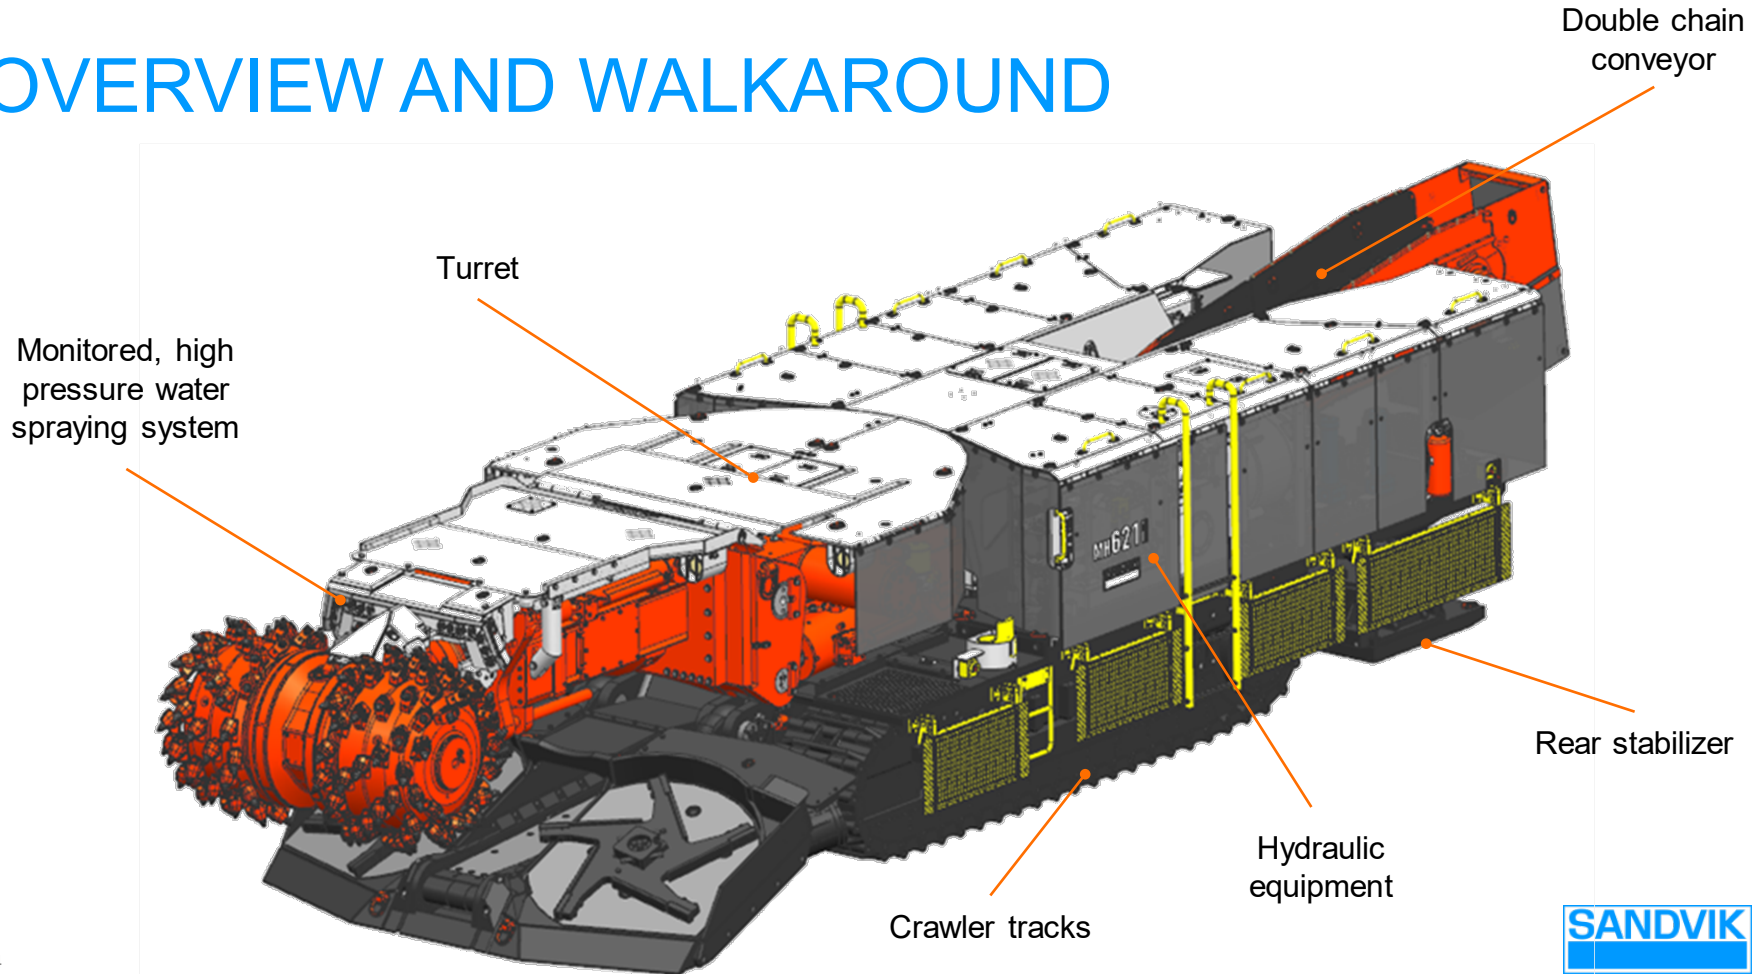 OVERVIEW AND WALKAROUND
Double chain
conveyor
Turret
Monitored, high
pressure water
spraying system
MH621
Rear stabilizer
Hydraulic
equipment
Crawler tracks
SANDVIK